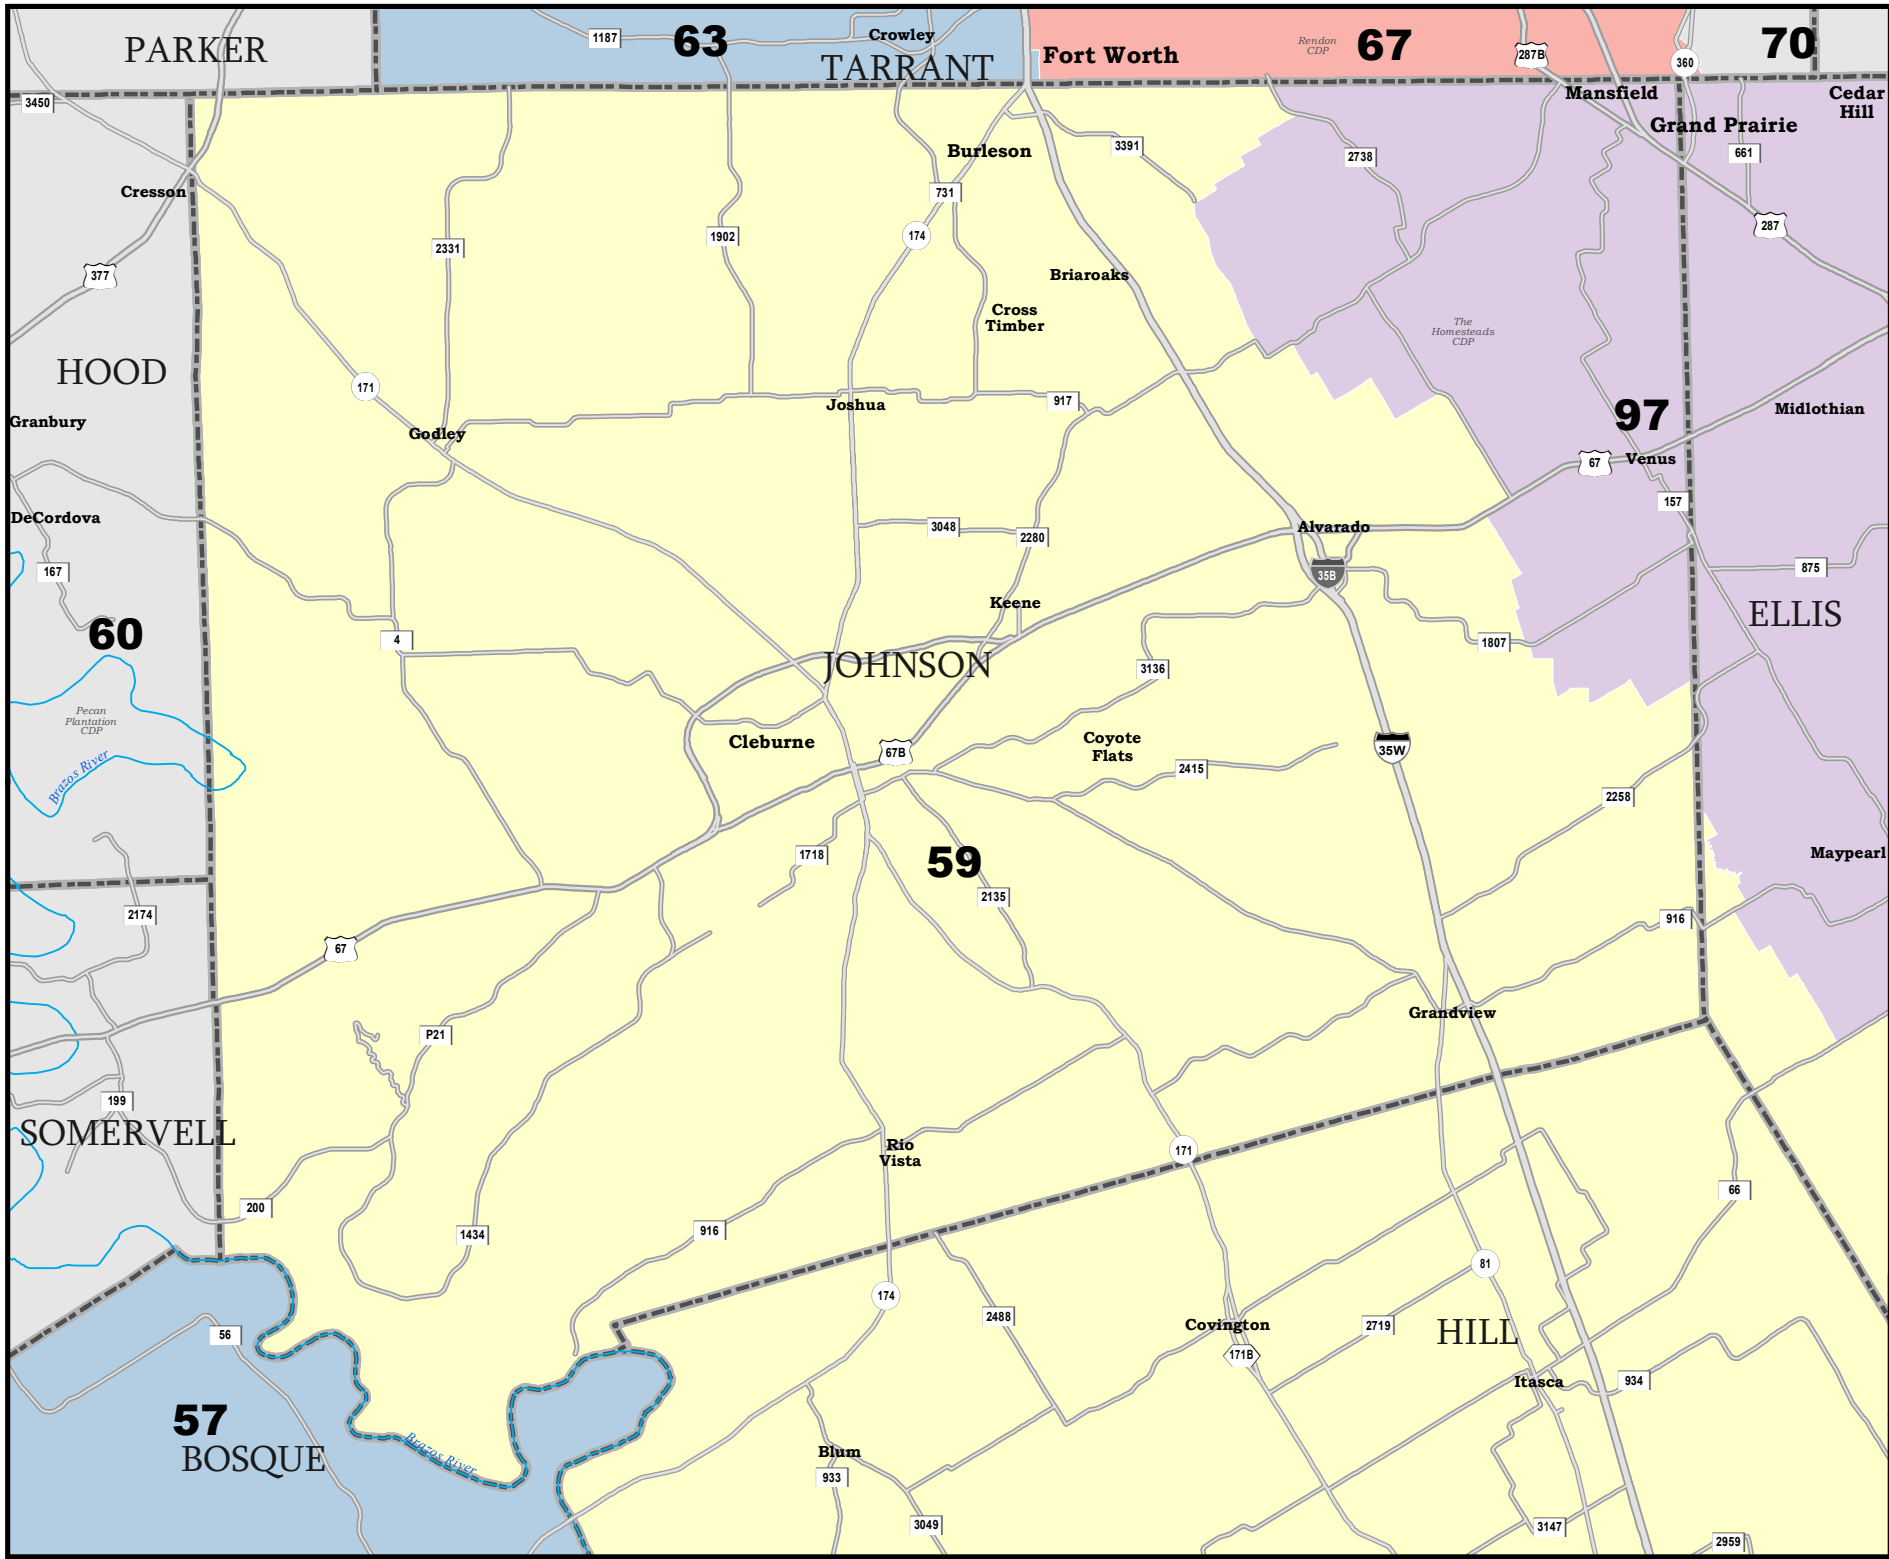 PARKER
1187
63
Crowley
TARRANT
Fort Worth
Rendon
CDP
67
287B
360
70
3450
Mansfield
Cedar
Hill
Grand Prairie
Burleson
3391
2738
661
Cresson
731
2331
1902
174
287
377
Briaroaks
Cross
Timber
The
Homesteads
CDP
HOOD
171
Joshua
917
97
Midlothian
Granbury
Godley
67
Venus
157
DeCordova
3048
2280
Alvarado
167
35B
875
Keene
ELLIS
60
4
JOHNSON
3136
1807
Pecan
Plantation
CDP
Cleburne
67B
Coyote
Flats
35W
Brazos River
2415
2258
1718
59
Maypearl
2135
2174
916
67
Grandview
P21
199
SOMERVELL
Rio
Vista
171
66
200
1434
916
81
174
2488
Covington
2719
HILL
56
171B
Itasca
934
57
BOSQUE
Brazos River
Blum
933
3049
3147
2959